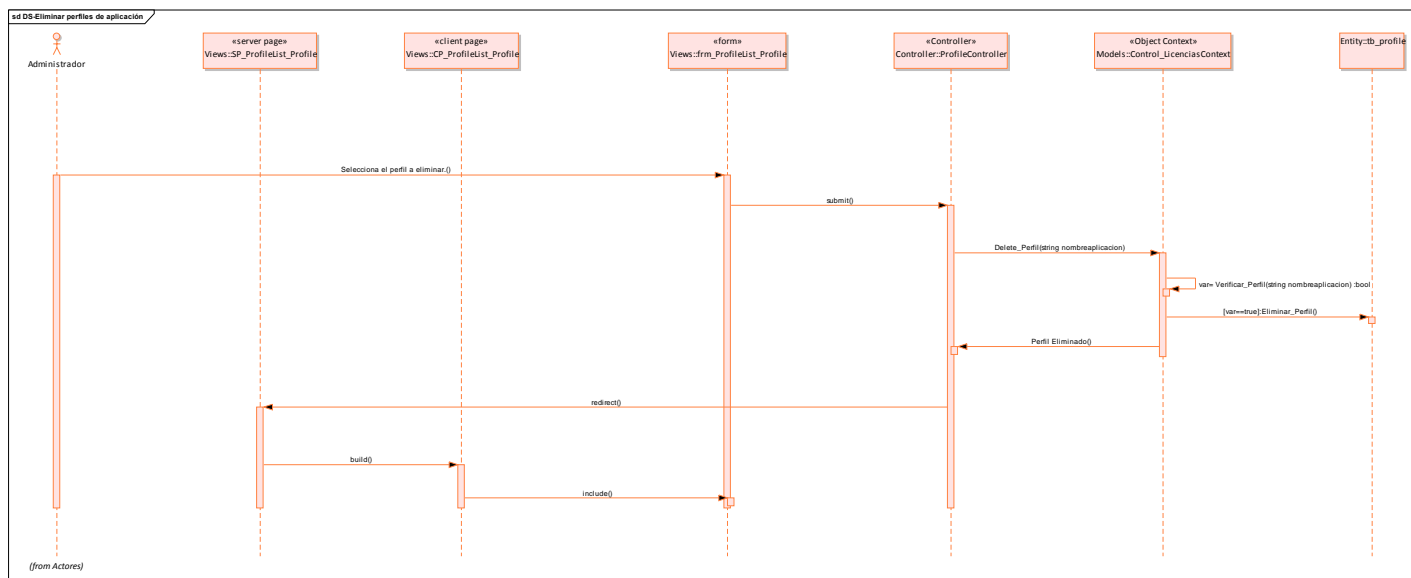 sd DS-Eliminar perfiles de aplicación
Administrador
«server page»
Views::SP_ProfileList_Profile
«client page»
Views::CP_ProfileList_Profile
«form»
Views::frm_ProfileList_Profile
«Controller»
Controller::ProfileController
«Object Context»
Models::Control_LicenciasContext
Entity::tb_profile
Selecciona el perfil a eliminar.()
submit()
Delete_Perfil(string nombreaplicacion)
var= Verificar_Perfil(string nombreaplicacion) :bool
[var==true]:Eliminar_Perfil()
Perfil Eliminado()
redirect()
build()
include()
(from Actores)